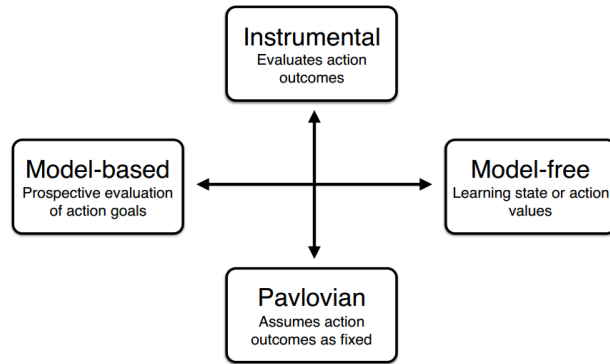 Instrumental
Evaluates action
outcomes
Model-based
Prospective evaluation
of action goals
Model-free
Learning state or action
values
Pavlovian
Assumes action
outcomes as fixed